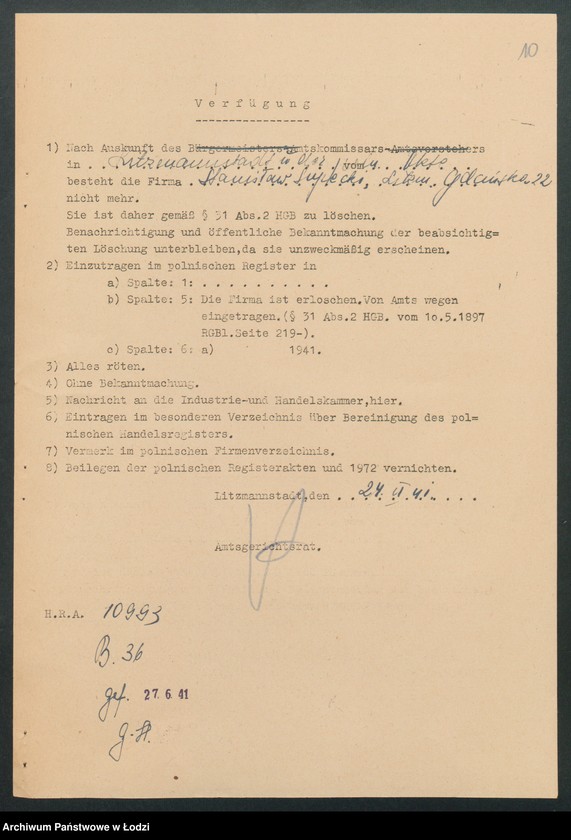 10
Verfügung
1) Nach Auskunft des Bürgermeisters-Amtskommissars-Amtsvorstehers
in . . Litzmannstadt vom
besteht die Firma . Stanisław Litzm. 22
nicht mehr.
Sie ist daher gemäß § 31 Abs.2 HGB zu löschen.
Benachrichtigung und öffentliche Bekanntmachung der beabsichtig=
ten Löschung unterbleiben,da sie unzweckmäßig erscheinen.
2) Einzutragen im polnischen Register in
a) Spalte: 1: . . . . . . . . . .
b) Spalte: 5: Die Firma ist erloschen.Von Amts wegen
eingetragen.(§ 31 Abs.2 HGB. vom 1o.5.1897
RGBl.Seite 219-).
c) Spalte: 6: a) 1941.
3) Alles röten.
4) Ohne Bekanntmachung.
5) Nachricht an die Industrie-und Handelskammer,hier.
6) Eintragen im besonderen Verzeichnis über Bereinigung des pol=
nischen Handelsregisters.
7) Vermerk im polnischen Firmenverzeichnis.
8) Beilegen der polnischen Registerakten und 1972 vernichten.
Litzmannstadt,den . . 24. VI 41 . . . .
Amtsgerichtsrat.
H.R.A. 10993
B. 36
gef. 27.6.41
Archiwum Państwowe w Łodzi